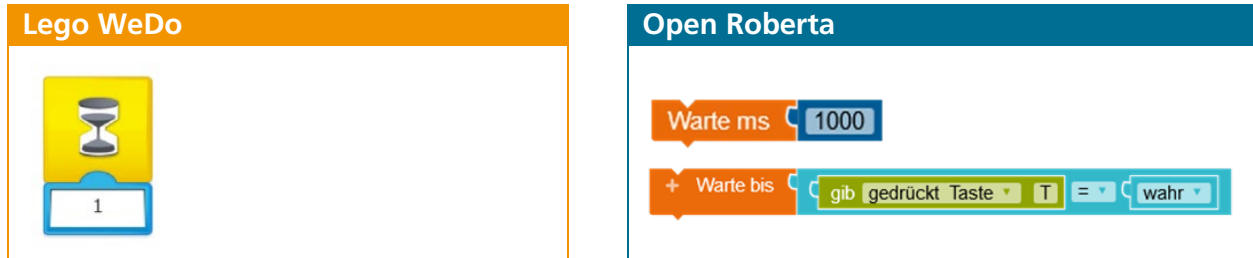 Lego WeDo
1
Open Roberta
Warte ms 1000
+ Warte bis gib gedrückt Taste T = wahr